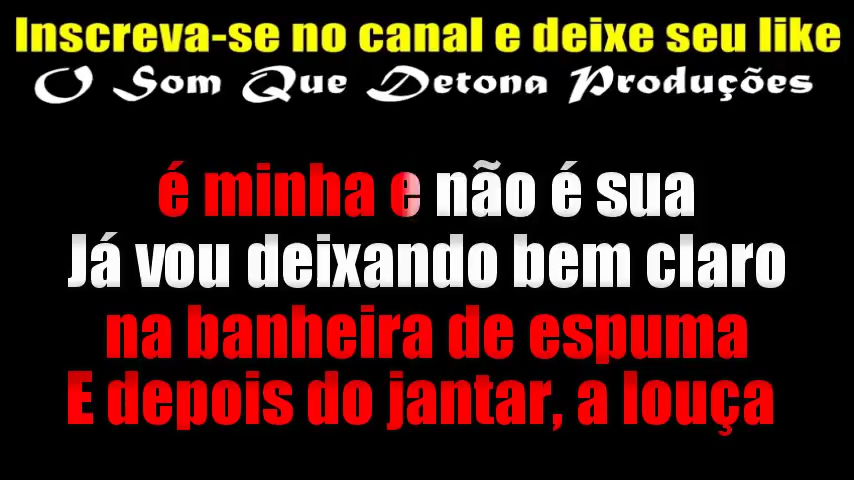 Inscreva-se no canal e deixe seu like
O Som Que Detona Produções
é minha e não é sua
Já vou deixando bem claro
na banheira de espuma
E depois do jantar, a louça